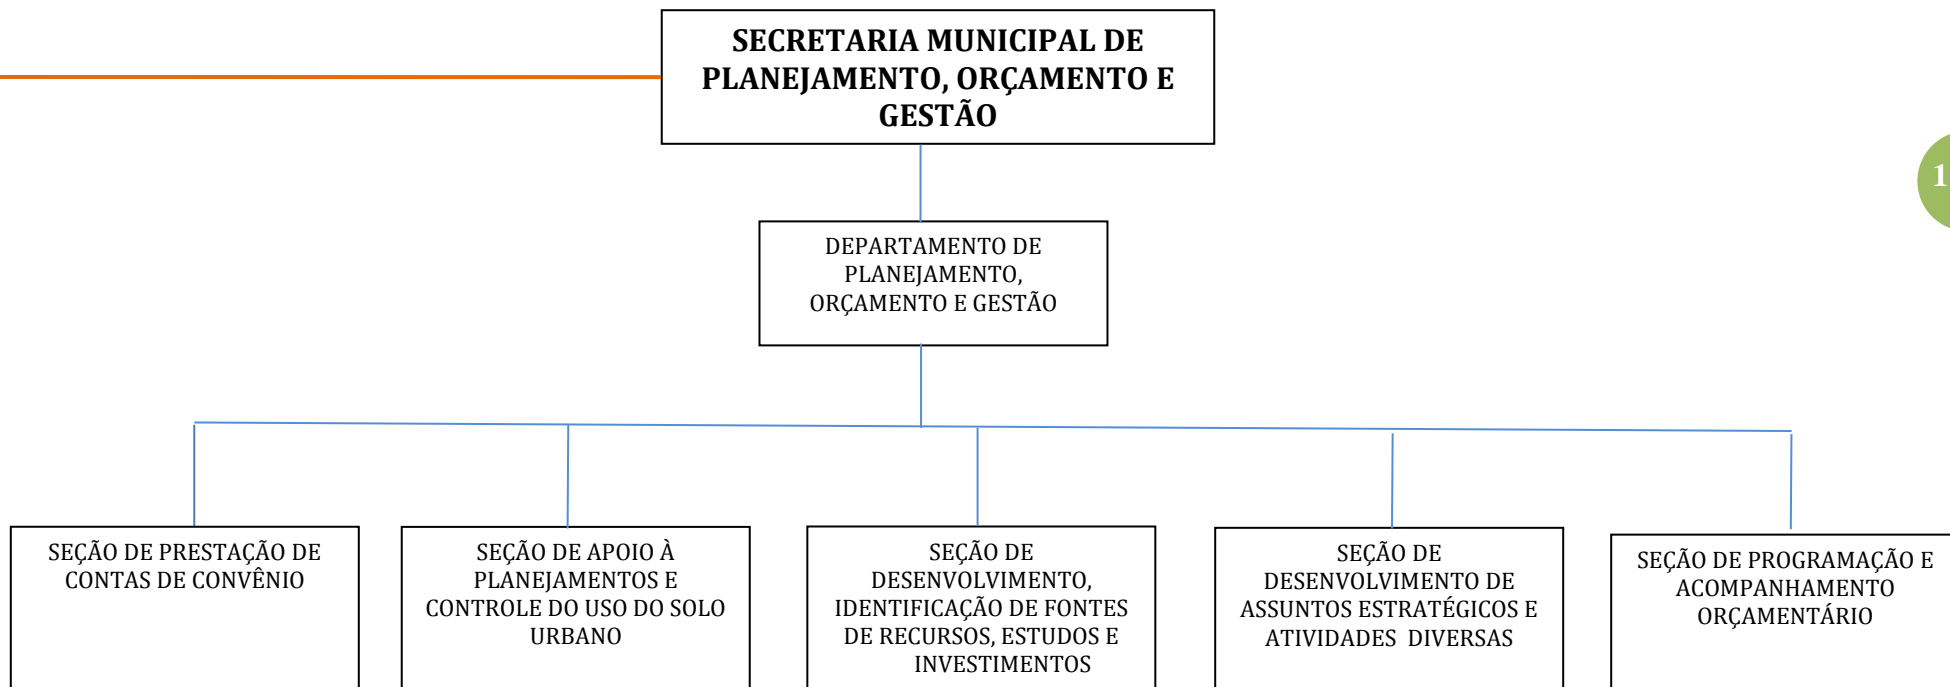 SECRETARIA MUNICIPAL DE
PLANEJAMENTO, ORÇAMENTO E
GESTÃO
1
DEPARTAMENTO DE
PLANEJAMENTO,
ORÇAMENTO E GESTÃO
SEÇÃO DE PRESTAÇÃO DE
CONTAS DE CONVÊNIO
SEÇÃO DE APOIO À
PLANEJAMENTOS E
CONTROLE DO USO DO SOLO
URBANO
SEÇÃO DE
DESENVOLVIMENTO,
IDENTIFICAÇÃO DE FONTES
DE RECURSOS, ESTUDOS E
INVESTIMENTOS
SEÇÃO DE
DESENVOLVIMENTO DE
ASSUNTOS ESTRATÉGICOS E
ATIVIDADES  DIVERSAS
SEÇÃO DE PROGRAMAÇÃO E
ACOMPANHAMENTO
ORÇAMENTÁRIO